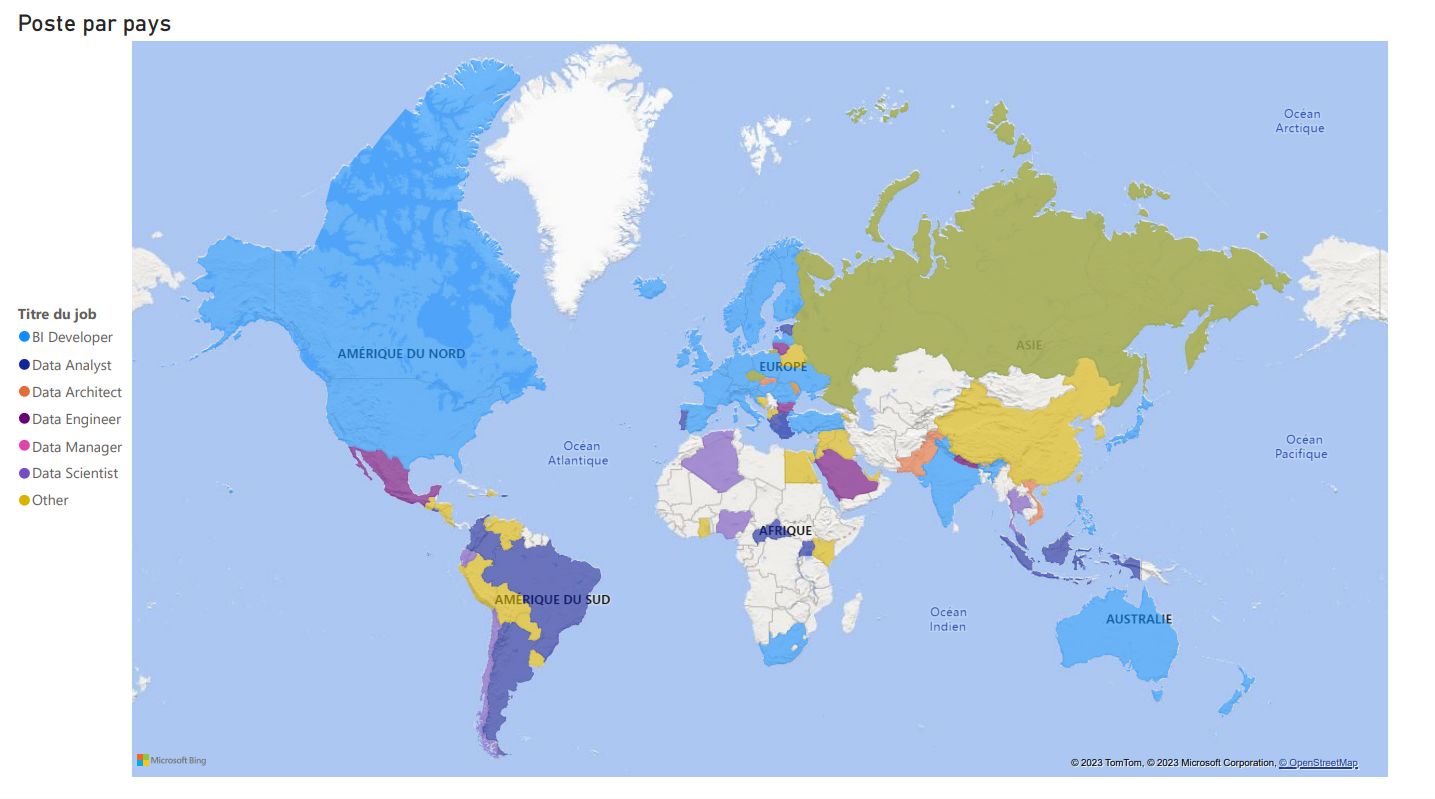 Poste par pays
Titre du job
BI Developer
Data Analyst
Data Architect
Data Engineer
Data Manager
Data Scientist
Other
Océan
Arctique
AMÉRIQUE DU NORD
ASIE
EUROPE
Océan
Atlantique
Océan
Pacifique
AFRIQUE
AMÉRIQUE DU SUD
Océan
Indien
AUSTRALIE
Microsoft Bing
© 2023 TomTom, © 2023 Microsoft Corporation, © OpenStreetMap